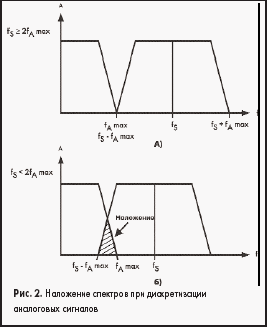 A
fS ≥ 2fA max
fA max
fS - fA max
fS
fS + fA max
f
А)
A
fS < 2fA max
Наложение
fS - fA max
fA max
fS
f
Б)
Рис. 2. Наложение спектров при дискретизации
аналоговых сигналов